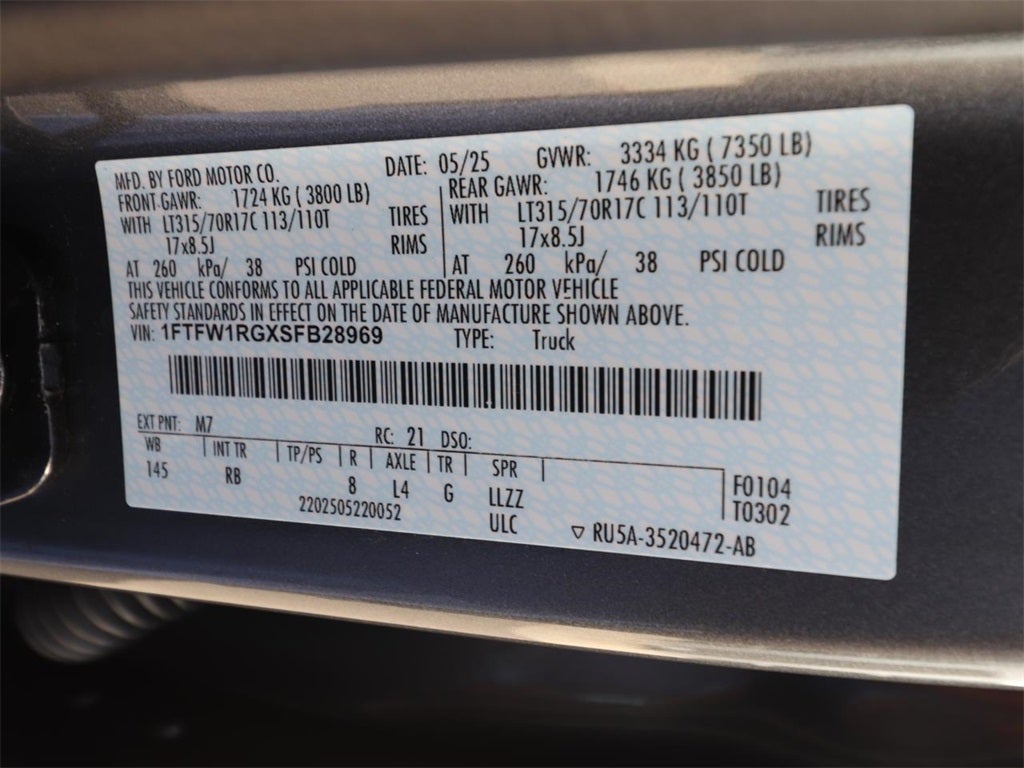 MFD. BY FORD MOTOR CO. DATE: 05/25 GVWR: 3334 KG ( 7350 LB)
FRONT GAWR: 1724 KG ( 3800 LB) REAR GAWR: 1746 KG ( 3850 LB)
WITH LT315/70R17C 113/110T TIRES WITH LT315/70R17C 113/110T TIRES
17x8.5J RIMS 17x8.5J RIMS
AT 260 kPa/ 38 PSI COLD AT 260 kPa/ 38 PSI COLD
THIS VEHICLE CONFORMS TO ALL APPLICABLE FEDERAL MOTOR VEHICLE
SAFETY STANDARDS IN EFFECT ON THE DATE OF MANUFACTURE SHOWN ABOVE.
VIN: 1FTFW1RGXSFB28969 TYPE: Truck
EXT PNT: M7 RC: 21 DSO:
WB INT TR TP/PS R AXLE TR SPR
145 RB 8 L4 G LLZZ F0104
2202505220052 ULC T0302
▽ RU5A-3520472-AB